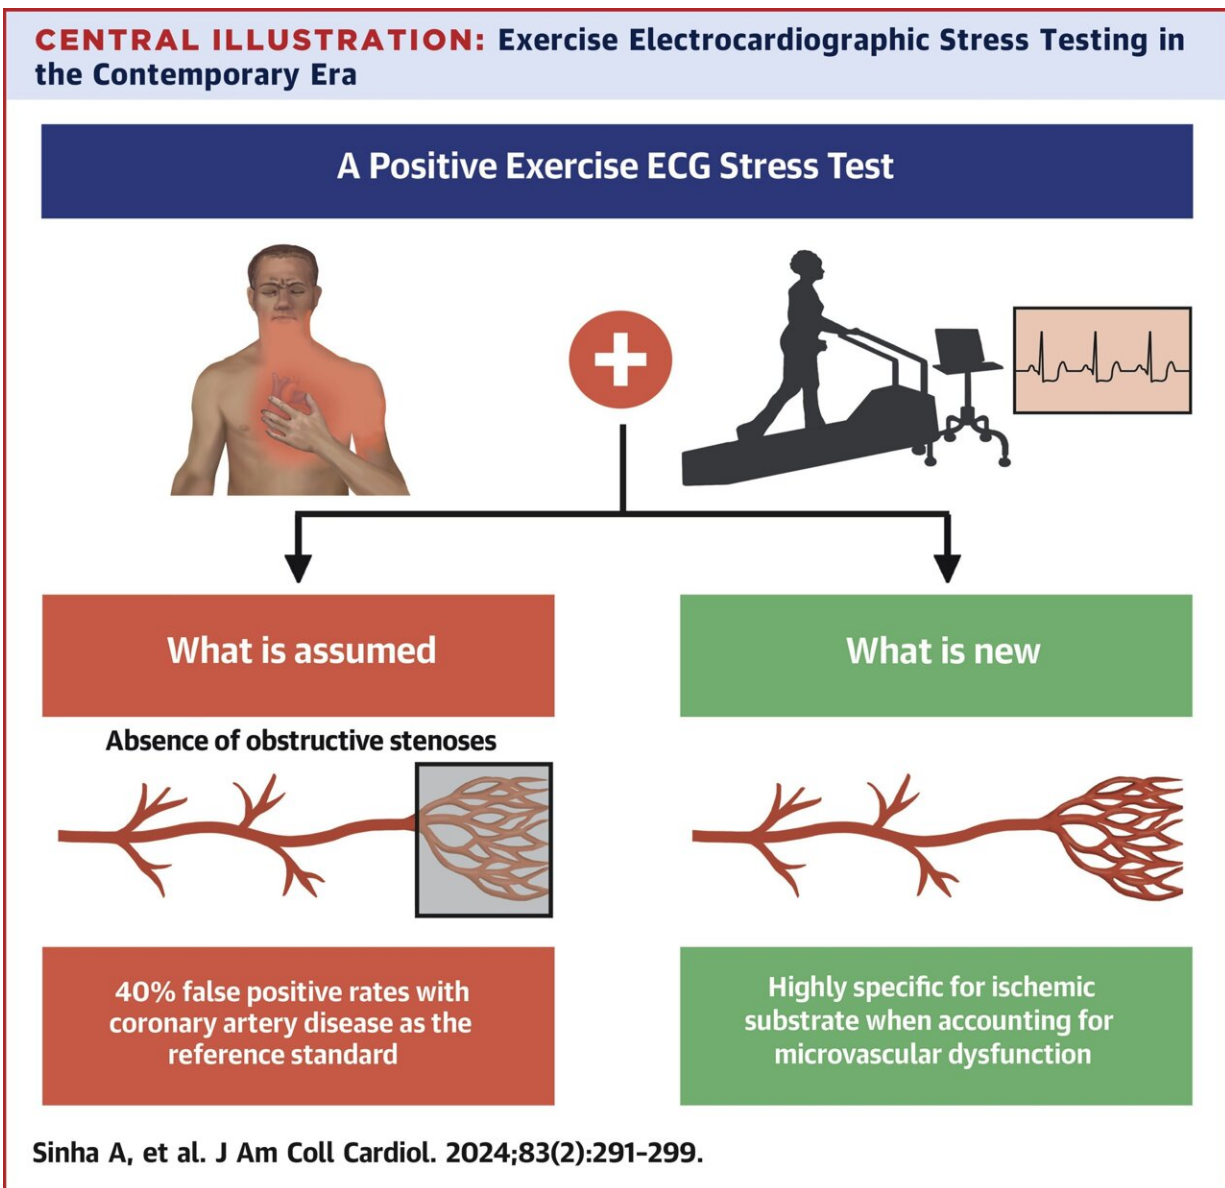 CENTRAL ILLUSTRATION: Exercise Electrocardiographic Stress Testing in
the Contemporary Era
A Positive Exercise ECG Stress Test
What is assumed
What is new
Absence of obstructive stenoses
40% false positive rates with
coronary artery disease as the
reference standard
Highly specific for ischemic
substrate when accounting for
microvascular dysfunction
Sinha A, et al. J Am Coll Cardiol. 2024;83(2):291–299.